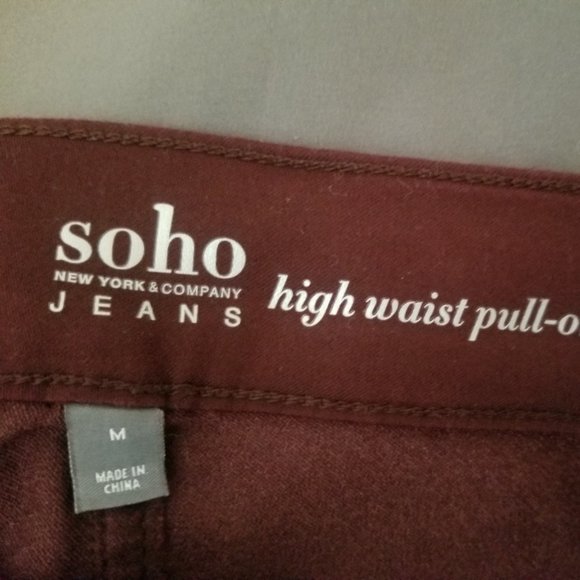 soho
NEW YORK & COMPANY
JEANS
high waist pull-o
M
MADE IN
CHINA